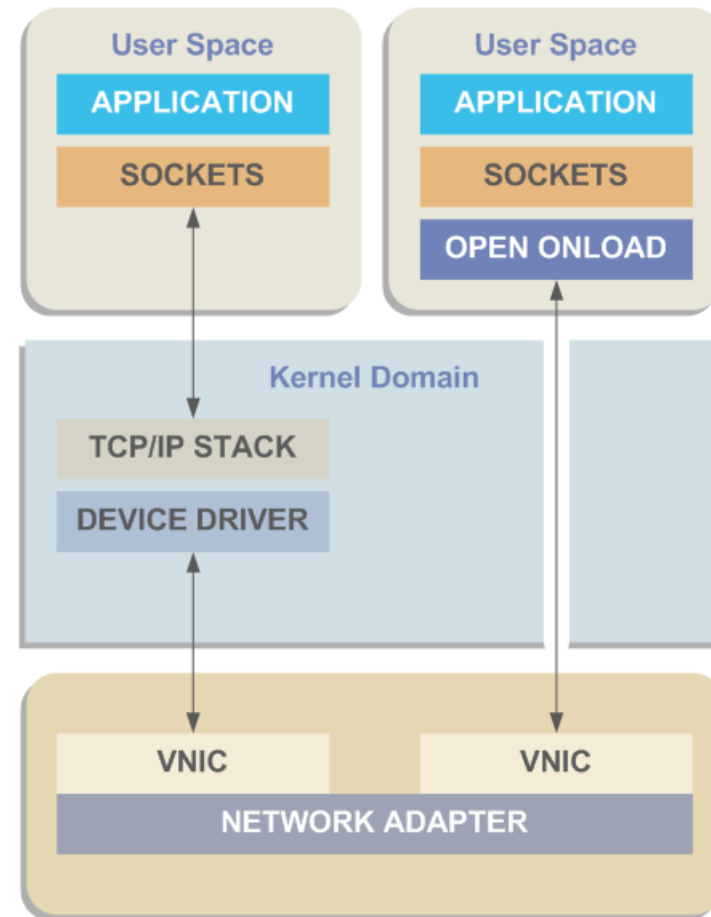 User Space
APPLICATION
SOCKETS
User Space
APPLICATION
SOCKETS
OPEN ONLOAD
Kernel Domain
TCP/IP STACK
DEVICE DRIVER
VNIC
VNIC
NETWORK ADAPTER